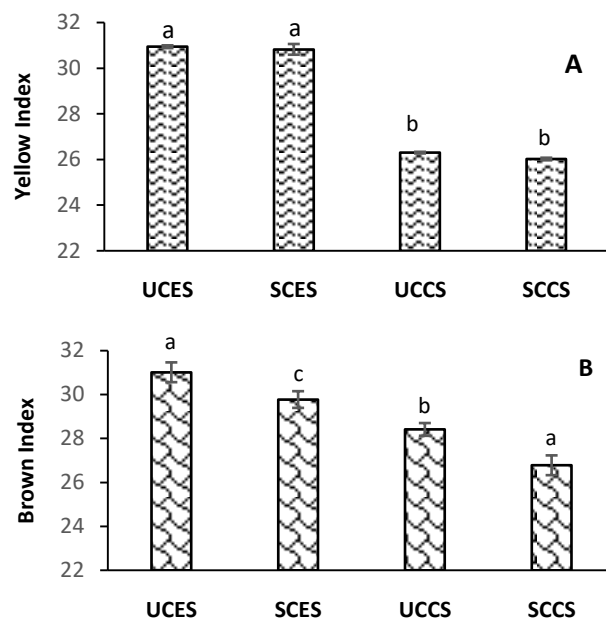 Yellow Index
32
30
28
26
24
22
a
a
b
b
A
UCES SCES UCCS SCCS
Brown Index
32
30
28
26
24
22
a
c
b
a
B
UCES SCES UCCS SCCS